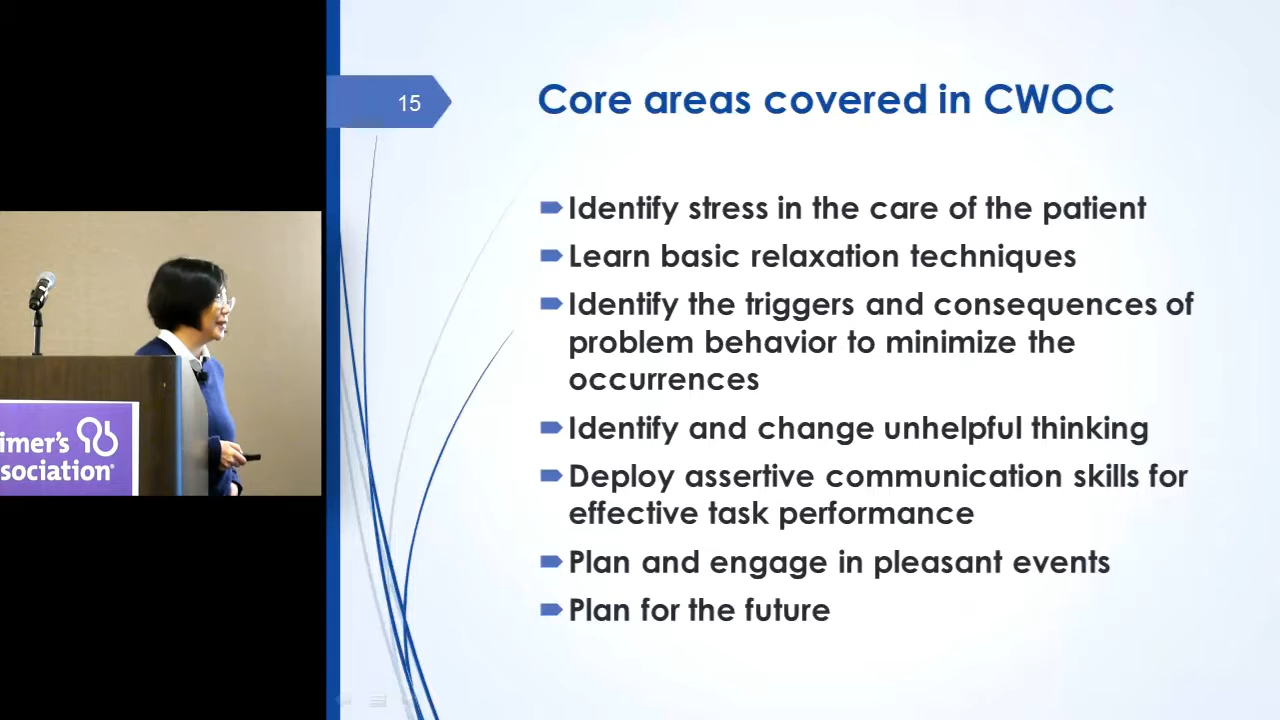 15
Core areas covered in CWOC
Identify stress in the care of the patient
Learn basic relaxation techniques
Identify the triggers and consequences of
problem behavior to minimize the
occurrences
Identify and change unhelpful thinking
Deploy assertive communication skills for
effective task performance
Plan and engage in pleasant events
Plan for the future
imer's
sociation®